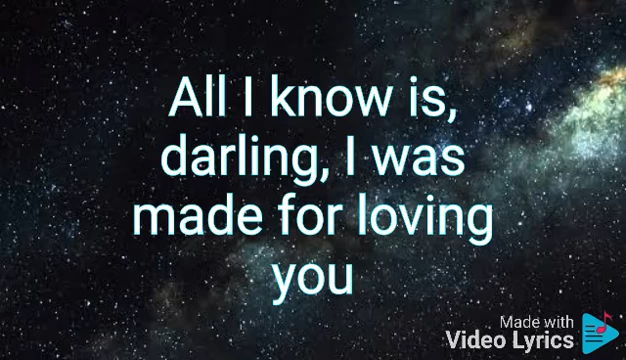 All I know is,
darling, I was
made for loving
you
Made with
Video Lyrics